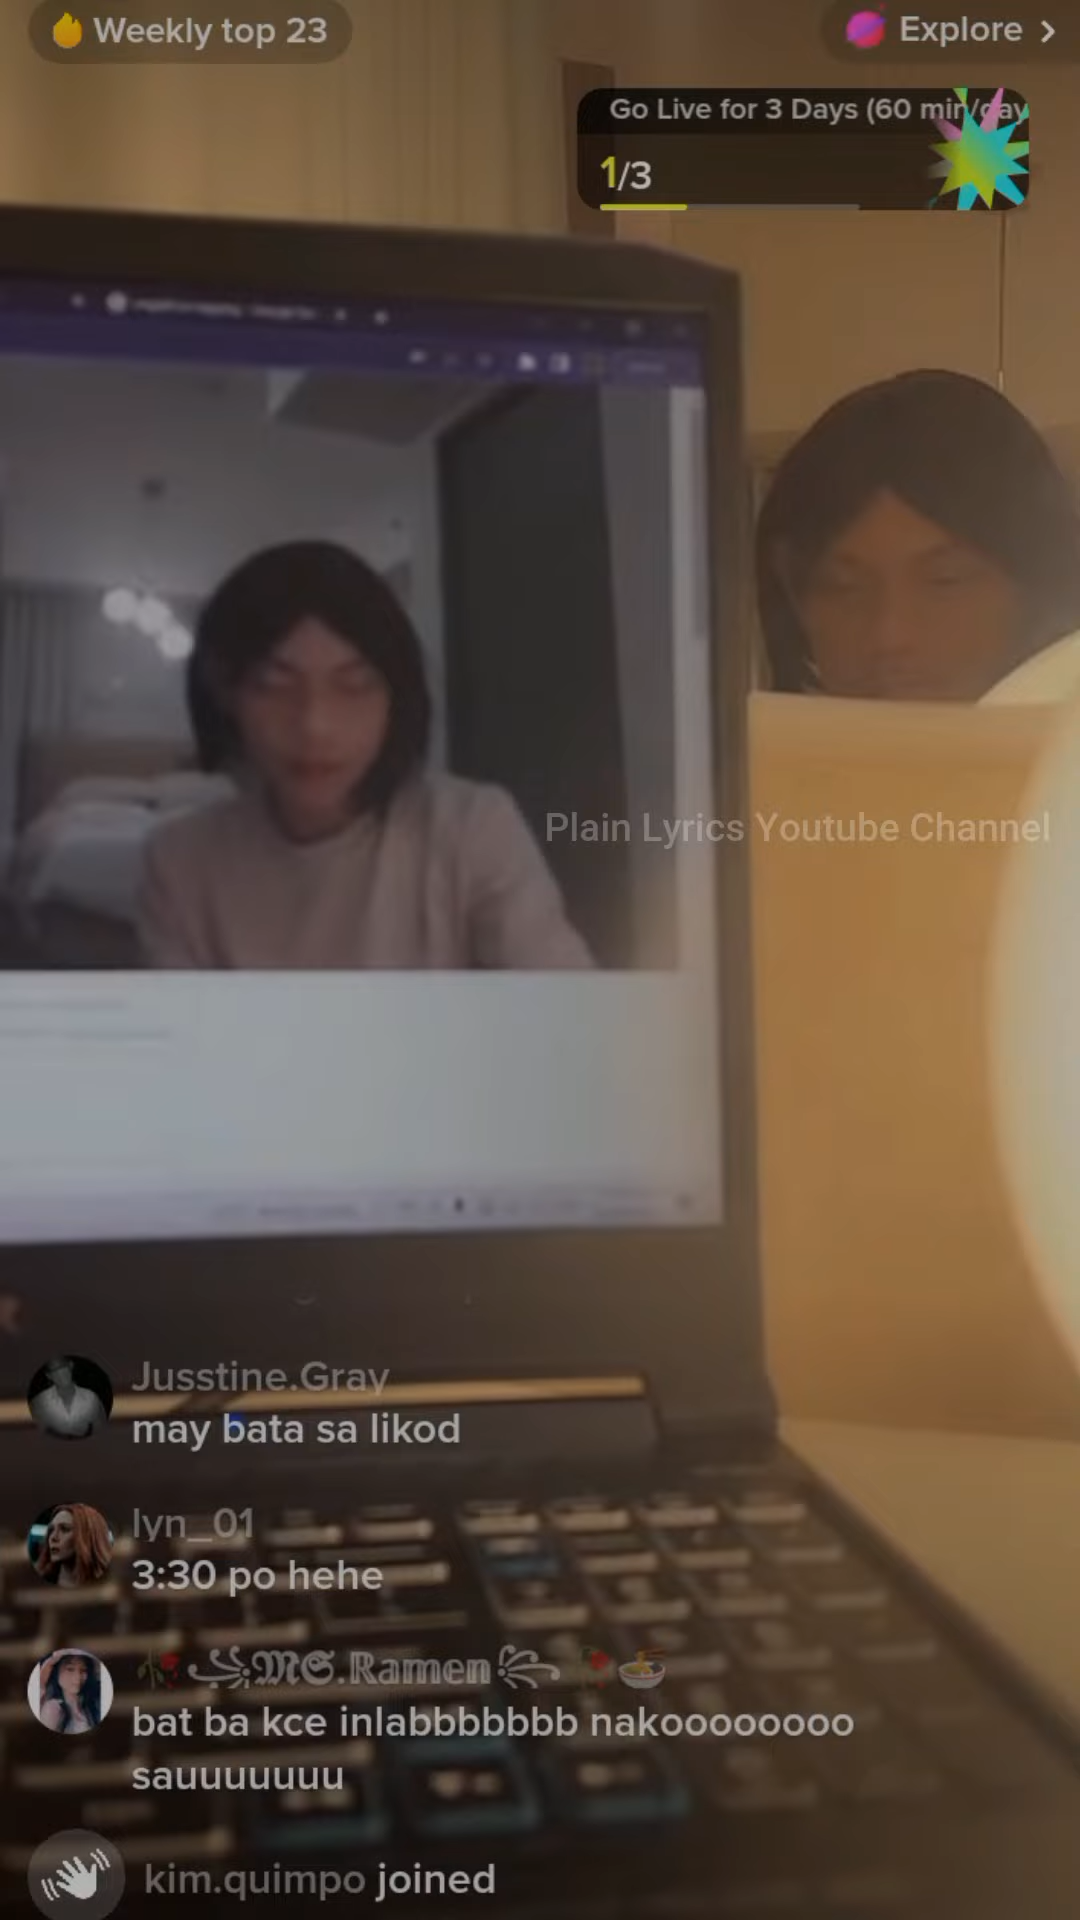 Weekly top 23
Explore >
Go Live for 3 Days (60 min/day
1/3
Plain Lyrics Youtube Channel
Jusstine.Gray
may bata sa likod
lyn_01
3:30 po hehe
🥀꧁𝕸𝕾.ℝ𝕒𝕞𝕖𝕟꧂🥀🍜
bat ba kce inlabbbbbbb nakoooooooo
sauuuuuuu
kim.quimpo joined